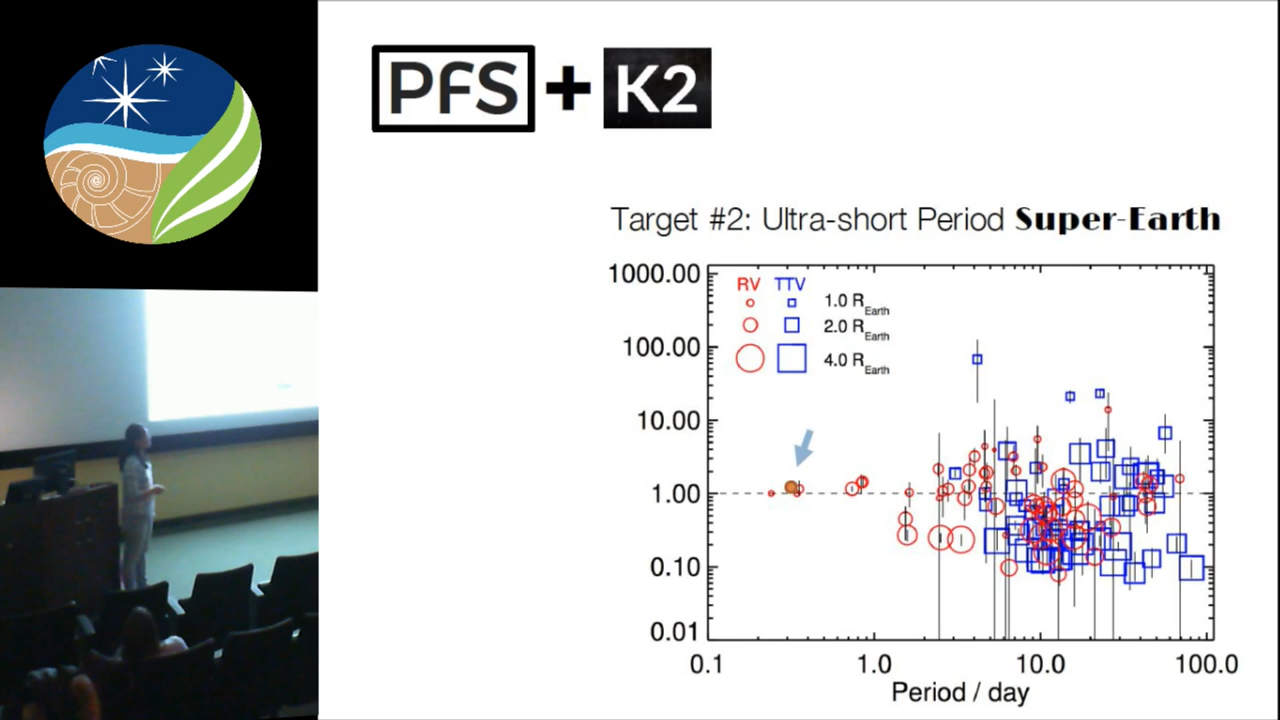 PFS + K2
Target #2: Ultra-short Period Super-Earth
RV TTV
1.0 REarth
2.0 REarth
4.0 REarth
1000.00
100.00
10.00
1.00
0.10
0.01
0.1 1.0 10.0 100.0
Period / day